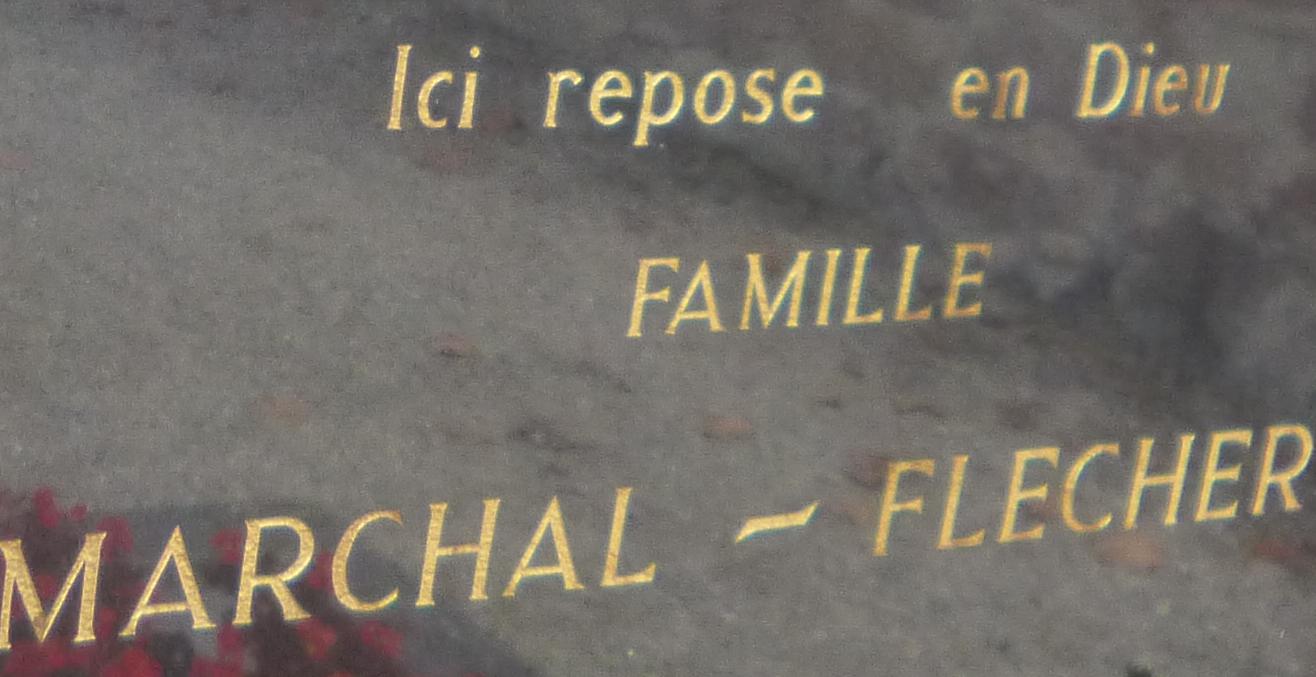 Ici repose en Dieu
FAMILLE
MARCHAL - FLECHER